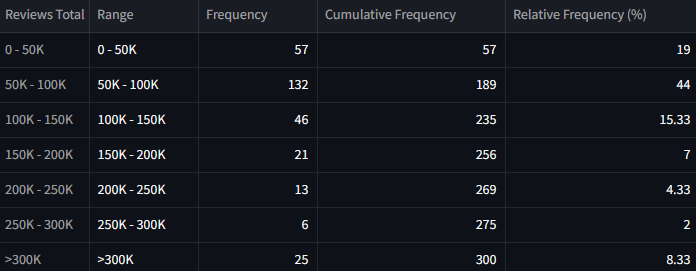 Reviews Total Range Frequency Cumulative Frequency Relative Frequency (%)
0 - 50K 0 - 50K 57 57 19
50K - 100K 50K - 100K 132 189 44
100K - 150K 100K - 150K 46 235 15.33
150K - 200K 150K - 200K 21 256 7
200K - 250K 200K - 250K 13 269 4.33
250K - 300K 250K - 300K 6 275 2
>300K >300K 25 300 8.33